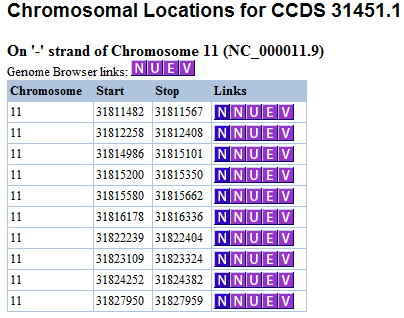 Chromosomal Locations for CCDS 31451.1
On '-' strand of Chromosome 11 (NC_000011.9)
Genome Browser links: N U E V
Chromosome Start Stop Links
11 31811482 31811567 N N U E V
11 31812258 31812408 N N U E V
11 31814986 31815101 N N U E V
11 31815200 31815350 N N U E V
11 31815580 31815662 N N U E V
11 31816178 31816336 N N U E V
11 31822239 31822404 N N U E V
11 31823109 31823324 N N U E V
11 31824252 31824382 N N U E V
11 31827950 31827959 N N U E V